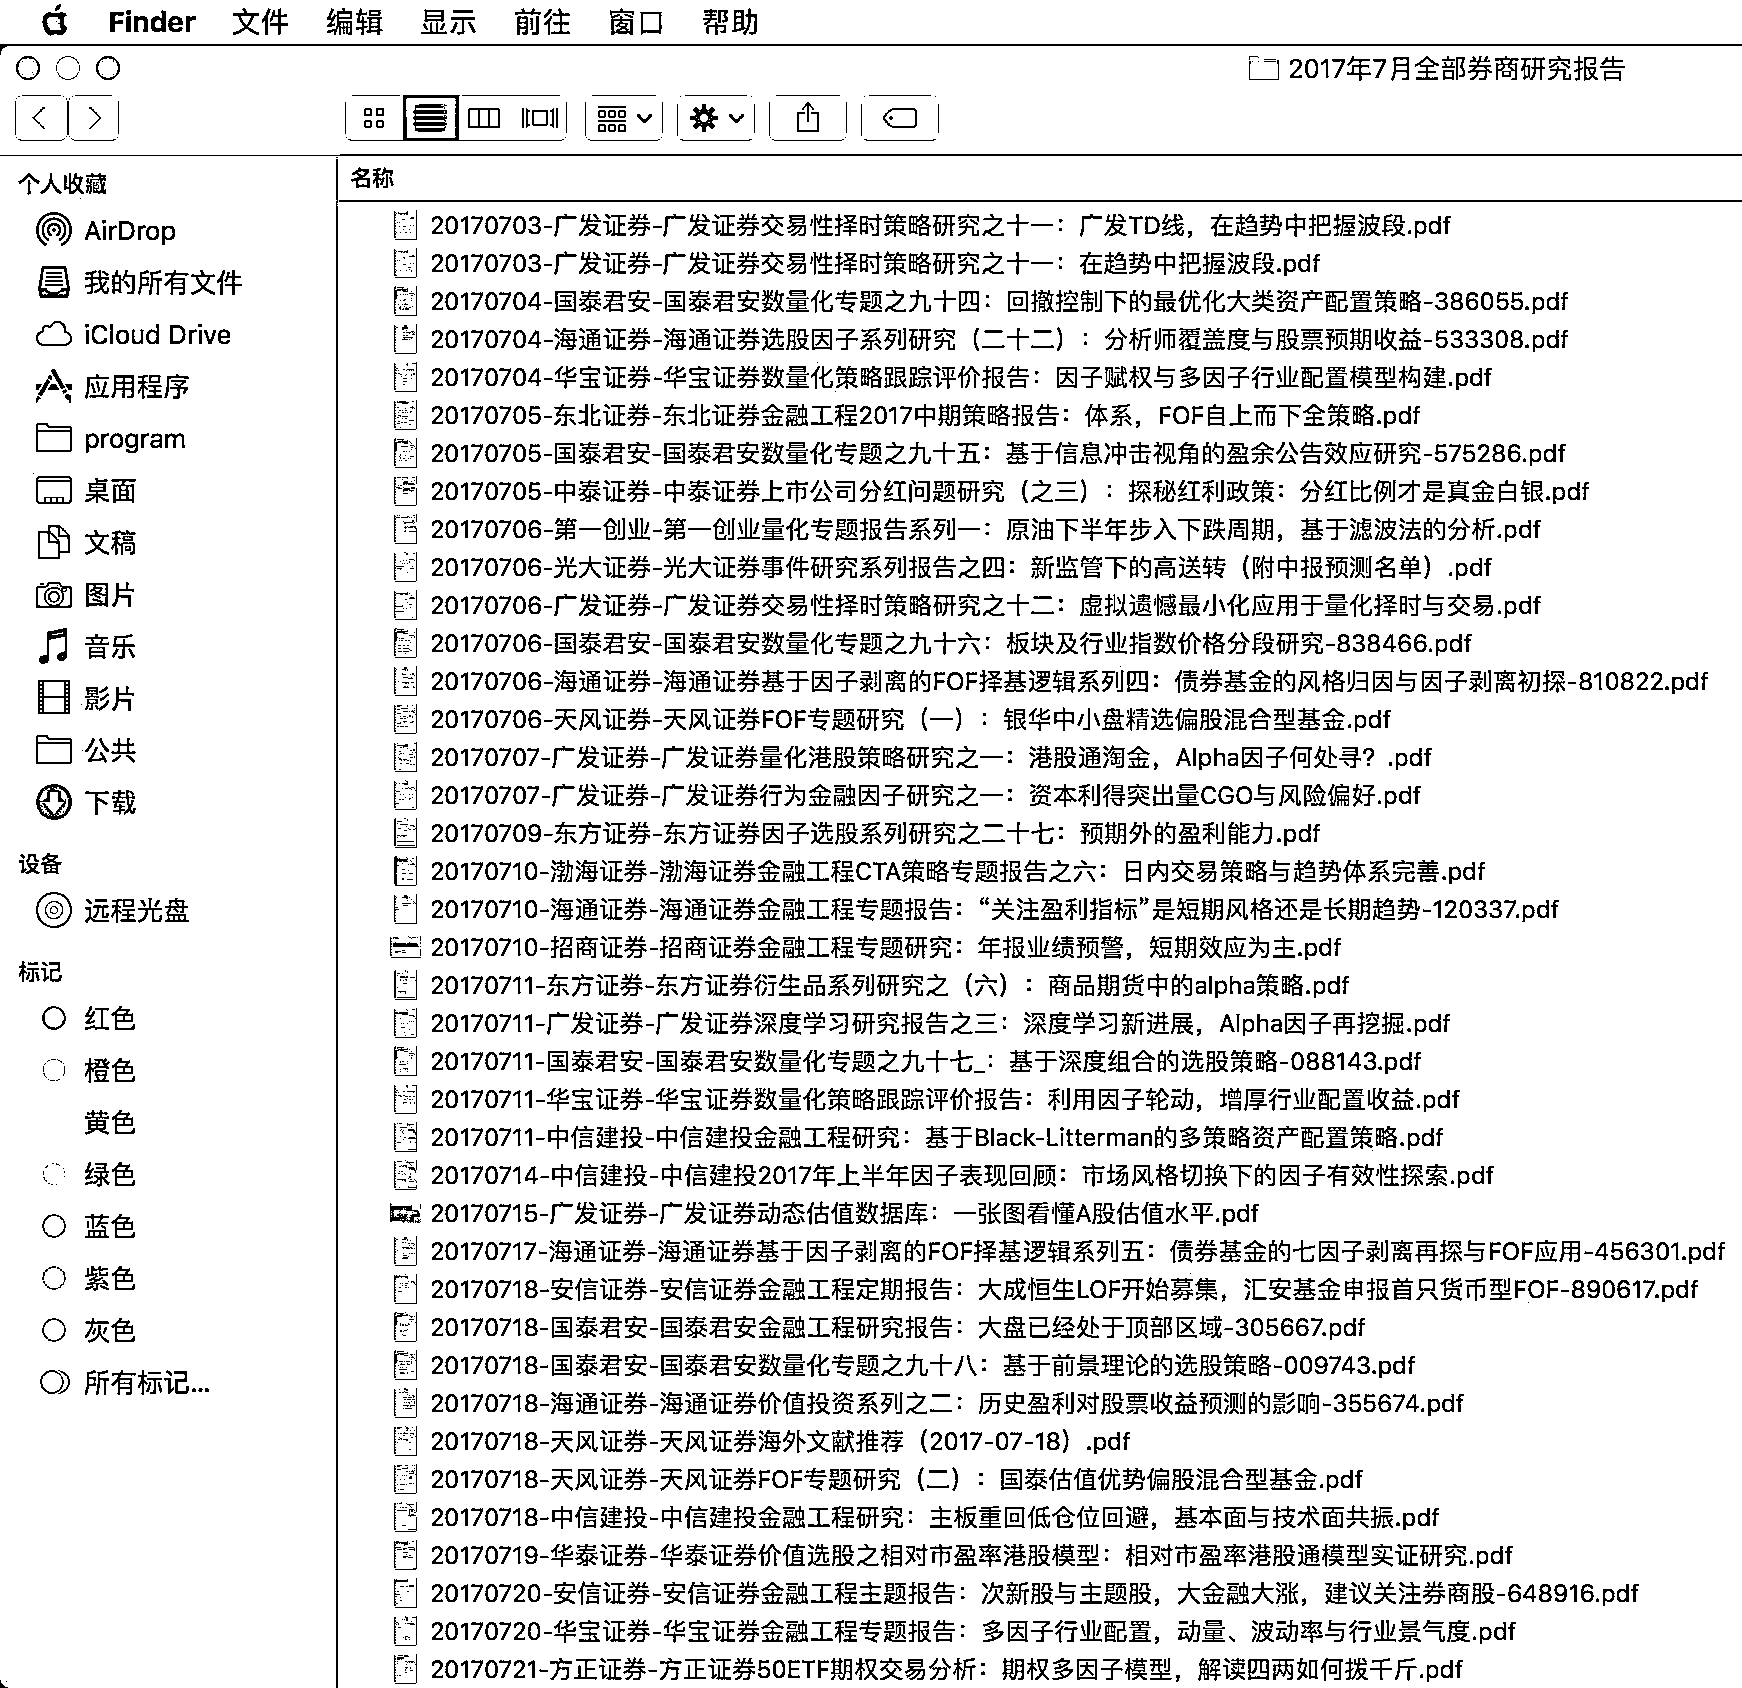 Finder 文件 编辑 显示 前往 窗口 帮助
2017年7月全部券商研究报告
个人收藏
AirDrop
我的所有文件
iCloud Drive
应用程序
program
桌面
文稿
图片
音乐
影片
公共
下载
设备
远程光盘
标记
红色
橙色
黄色
绿色
蓝色
紫色
灰色
所有标记...
名称
20170703-广发证券-广发证券交易性择时策略研究之十一：广发TD线，在趋势中把握波段.pdf
20170703-广发证券-广发证券交易性择时策略研究之十一：在趋势中把握波段.pdf
20170704-国泰君安-国泰君安数量化专题之九十四：回撤控制下的最优化大类资产配置策略-386055.pdf
20170704-海通证券-海通证券选股因子系列研究（二十二）：分析师覆盖度与股票预期收益-533308.pdf
20170704-华宝证券-华宝证券数量化策略跟踪评价报告：因子赋权与多因子行业配置模型构建.pdf
20170705-东北证券-东北证券金融工程2017中期策略报告：体系，FOF自上而下全策略.pdf
20170705-国泰君安-国泰君安数量化专题之九十五：基于信息冲击视角的盈余公告效应研究-575286.pdf
20170705-中泰证券-中泰证券上市公司分红问题研究（之三）：探秘红利政策：分红比例才是真金白银.pdf
20170706-第一创业-第一创业量化专题报告系列一：原油下半年步入下跌周期，基于滤波法的分析.pdf
20170706-光大证券-光大证券事件研究系列报告之四：新监管下的高送转（附中报预测名单）.pdf
20170706-广发证券-广发证券交易性择时策略研究之十二：虚拟遗憾最小化应用于量化择时与交易.pdf
20170706-国泰君安-国泰君安数量化专题之九十六：板块及行业指数价格分段研究-838466.pdf
20170706-海通证券-海通证券基于因子剥离的FOF择基逻辑系列四：债券基金的风格归因与因子剥离初探-810822.pdf
20170706-天风证券-天风证券FOF专题研究（一）：银华中小盘精选偏股混合型基金.pdf
20170707-广发证券-广发证券量化港股策略研究之一：港股通淘金，Alpha因子何处寻？.pdf
20170707-广发证券-广发证券行为金融因子研究之一：资本利得突出量CGO与风险偏好.pdf
20170709-东方证券-东方证券因子选股系列研究之二十七：预期外的盈利能力.pdf
20170710-渤海证券-渤海证券金融工程CTA策略专题报告之六：日内交易策略与趋势体系完善.pdf
20170710-海通证券-海通证券金融工程专题报告：“关注盈利指标”是短期风格还是长期趋势-120337.pdf
20170710-招商证券-招商证券金融工程专题研究：年报业绩预警，短期效应为主.pdf
20170711-东方证券-东方证券衍生品系列研究之（六）：商品期货中的alpha策略.pdf
20170711-广发证券-广发证券深度学习研究报告之三：深度学习新进展，Alpha因子再挖掘.pdf
20170711-国泰君安-国泰君安数量化专题之九十七_：基于深度组合的选股策略-088143.pdf
20170711-华宝证券-华宝证券数量化策略跟踪评价报告：利用因子轮动，增厚行业配置收益.pdf
20170711-中信建投-中信建投金融工程研究：基于Black-Litterman的多策略资产配置策略.pdf
20170714-中信建投-中信建投2017年上半年因子表现回顾：市场风格切换下的因子有效性探索.pdf
20170715-广发证券-广发证券动态估值数据库：一张图看懂A股估值水平.pdf
20170717-海通证券-海通证券基于因子剥离的FOF择基逻辑系列五：债券基金的七因子剥离再探与FOF应用-456301.pdf
20170718-安信证券-安信证券金融工程定期报告：大成恒生LOF开始募集，汇安基金申报首只货币型FOF-890617.pdf
20170718-国泰君安-国泰君安金融工程研究报告：大盘已经处于顶部区域-305667.pdf
20170718-国泰君安-国泰君安数量化专题之九十八：基于前景理论的选股策略-009743.pdf
20170718-海通证券-海通证券价值投资系列之二：历史盈利对股票收益预测的影响-355674.pdf
20170718-天风证券-天风证券海外文献推荐（2017-07-18）.pdf
20170718-天风证券-天风证券FOF专题研究（二）：国泰估值优势偏股混合型基金.pdf
20170718-中信建投-中信建投金融工程研究：主板重回低仓位回避，基本面与技术面共振.pdf
20170719-华泰证券-华泰证券价值选股之相对市盈率港股模型：相对市盈率港股通模型实证研究.pdf
20170720-安信证券-安信证券金融工程主题报告：次新股与主题股，大金融大涨，建议关注券商股-648916.pdf
20170720-华宝证券-华宝证券金融工程专题报告：多因子行业配置，动量、波动率与行业景气度.pdf
20170721-方正证券-方正证券50ETF期权交易分析：期权多因子模型，解读四两如何拨千斤.pdf